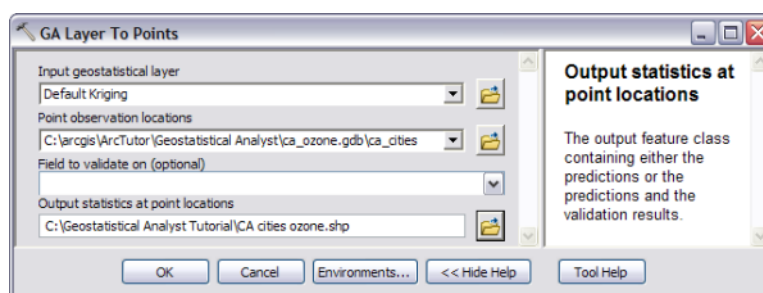 GA Layer To Points
Input geostatistical layer
Default Kriging
Point observation locations
C:\arcgis\ArcTutor\Geostatistical Analyst\ca_ozone.gdb\ca_cities
Field to validate on (optional)
Output statistics at point locations
C:\Geostatistical Analyst Tutorial\CA cities ozone.shp
Output statistics at
point locations
The output feature class
containing either the
predictions or the
predictions and the
validation results.
OK Cancel Environments... << Hide Help Tool Help